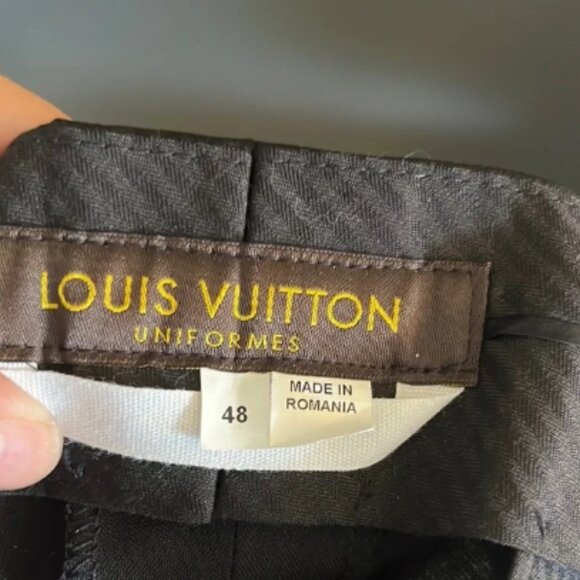 LOUIS VUITTON
UNIFORMES
48
MADE IN
ROMANIA